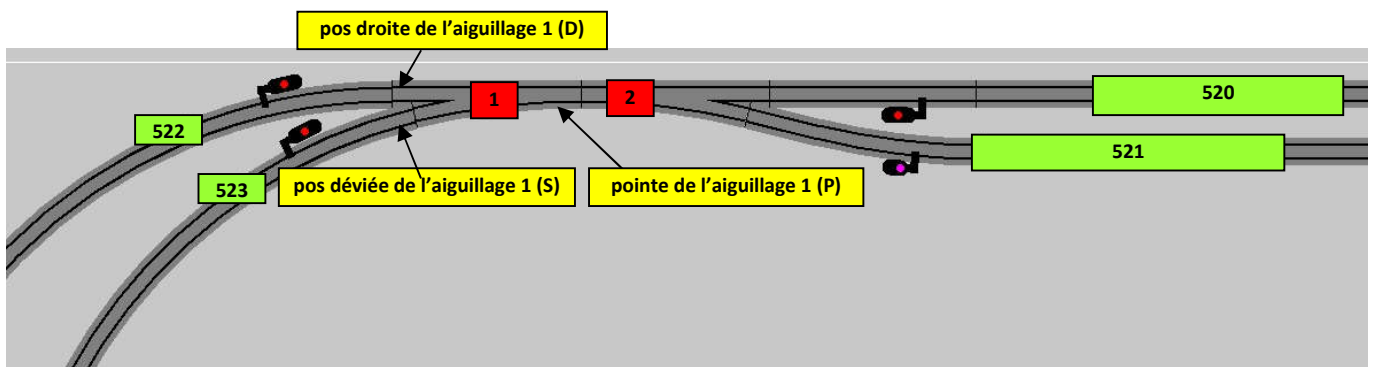 pos droite de l’aiguillage 1 (D)
1
2
520
522
521
523
pos déviée de l’aiguillage 1 (S)
pointe de l’aiguillage 1 (P)